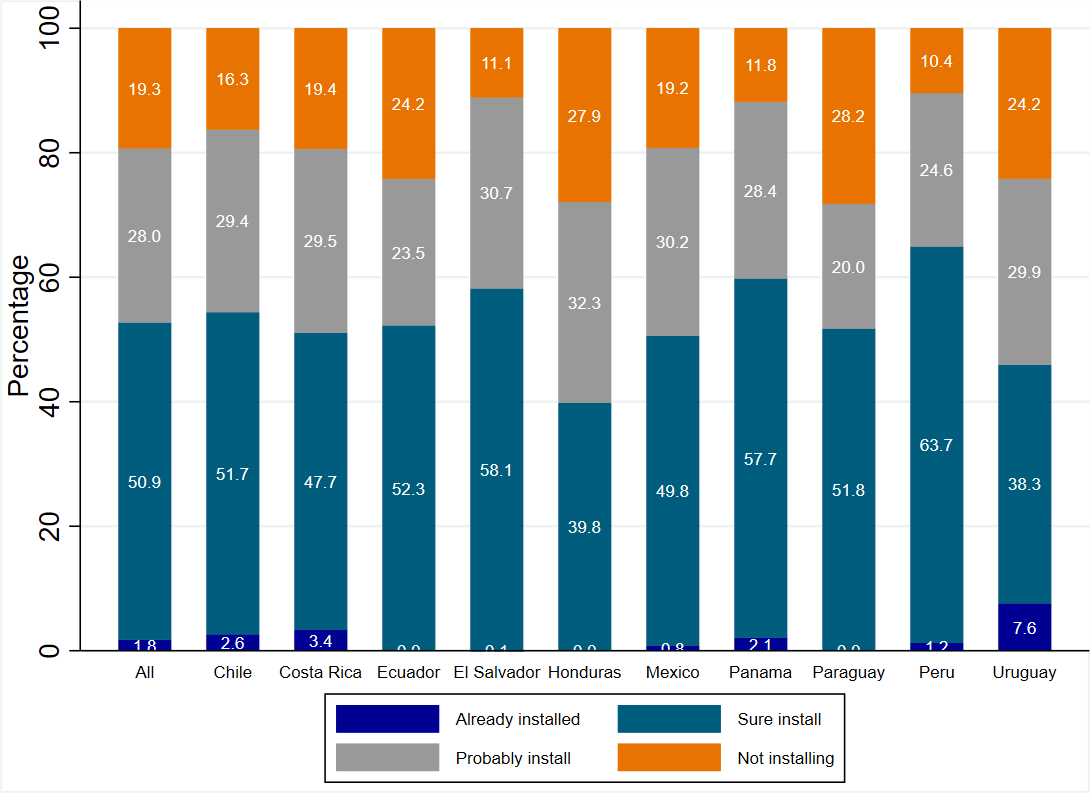 Percentage
100
80
60
40
20
0
19.3 16.3 19.4 24.2 11.1 27.9 19.2 11.8 28.2 10.4 24.2
28.0 29.4 29.5 23.5 30.7 32.3 30.2 28.4 20.0 24.6 29.9
50.9 51.7 47.7 52.3 58.1 39.8 49.8 57.7 51.8 63.7 38.3
1.8 2.6 3.4 0.0 0.1 0.0 0.8 2.1 0.0 1.2 7.6
All Chile Costa Rica Ecuador El Salvador Honduras Mexico Panama Paraguay Peru Uruguay
Already installed Sure install
Probably install Not installing